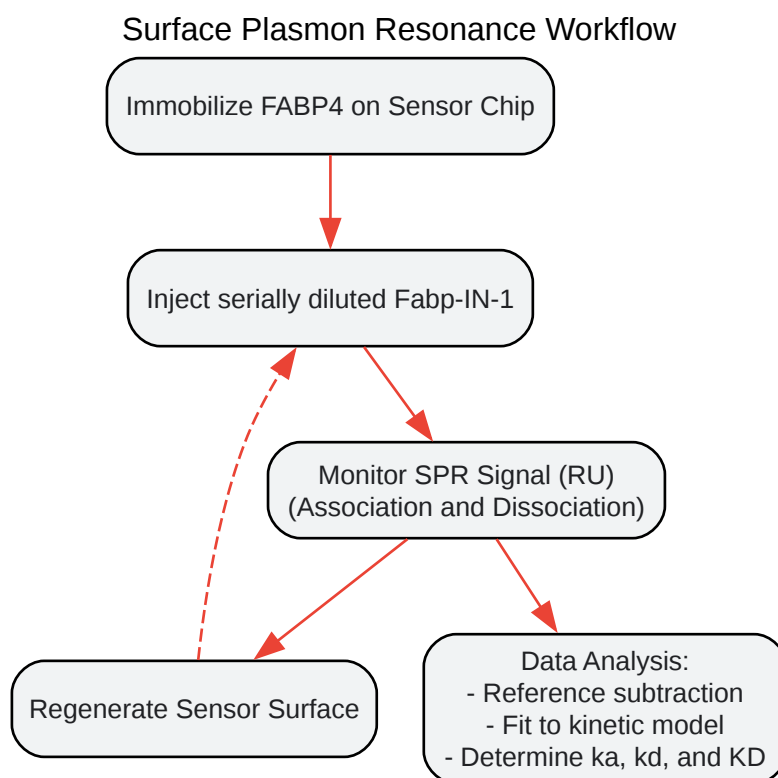 Surface Plasmon Resonance Workflow
Immobilize FABP4 on Sensor Chip
Inject serially diluted Fabp-IN-1
Monitor SPR Signal (RU)
(Association and Dissociation)
Regenerate Sensor Surface
Data Analysis:
- Reference subtraction
- Fit to kinetic model
- Determine ka, kd, and KD